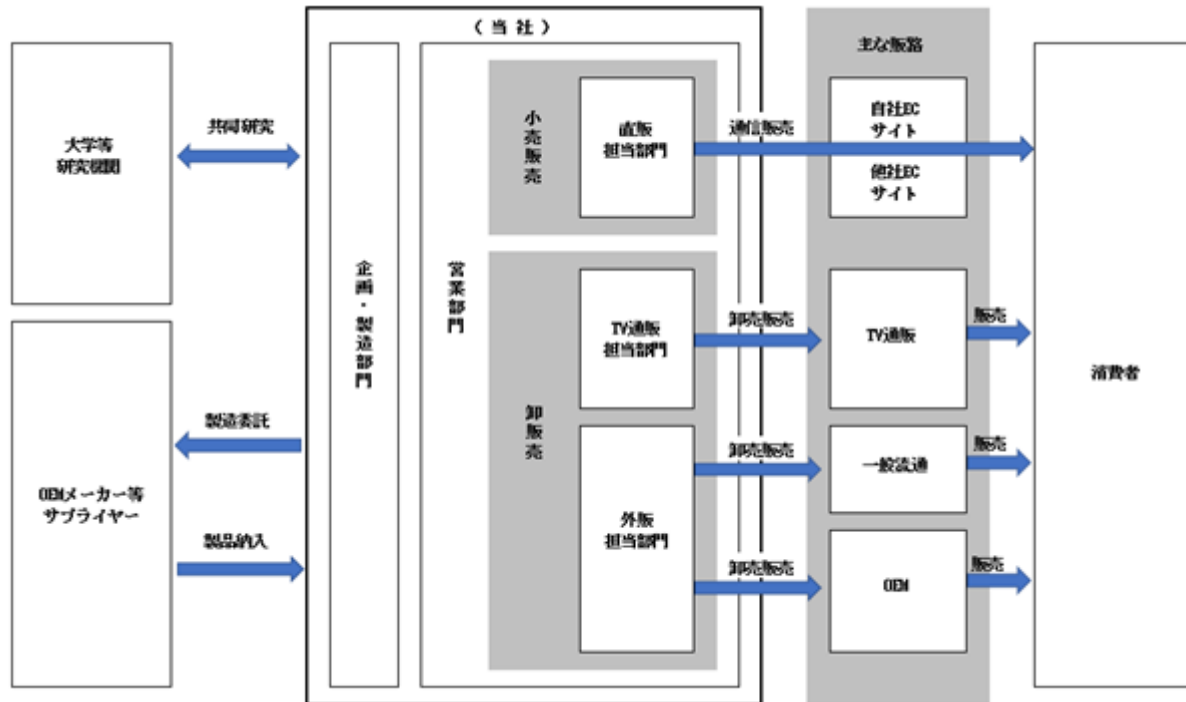 （当社）
主な販路
大学等
研究機関
共同研究
企画・製造部門
営業部門
小売販売
直販
担当部門
通信販売
自社EC
サイト
他社EC
サイト
消費者
OEMメーカー等
サプライヤー
製造委託
製品納入
卸販売
TV通販
担当部門
卸売販売
TV通販
販売
外販
担当部門
卸売販売
一般流通
販売
卸売販売
OEM
販売